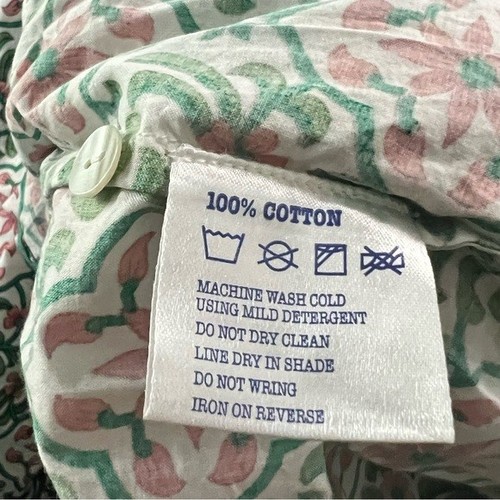 100% COTTON
MACHINE WASH COLD
USING MILD DETERGENT
DO NOT DRY CLEAN
LINE DRY IN SHADE
DO NOT WRING
IRON ON REVERSE